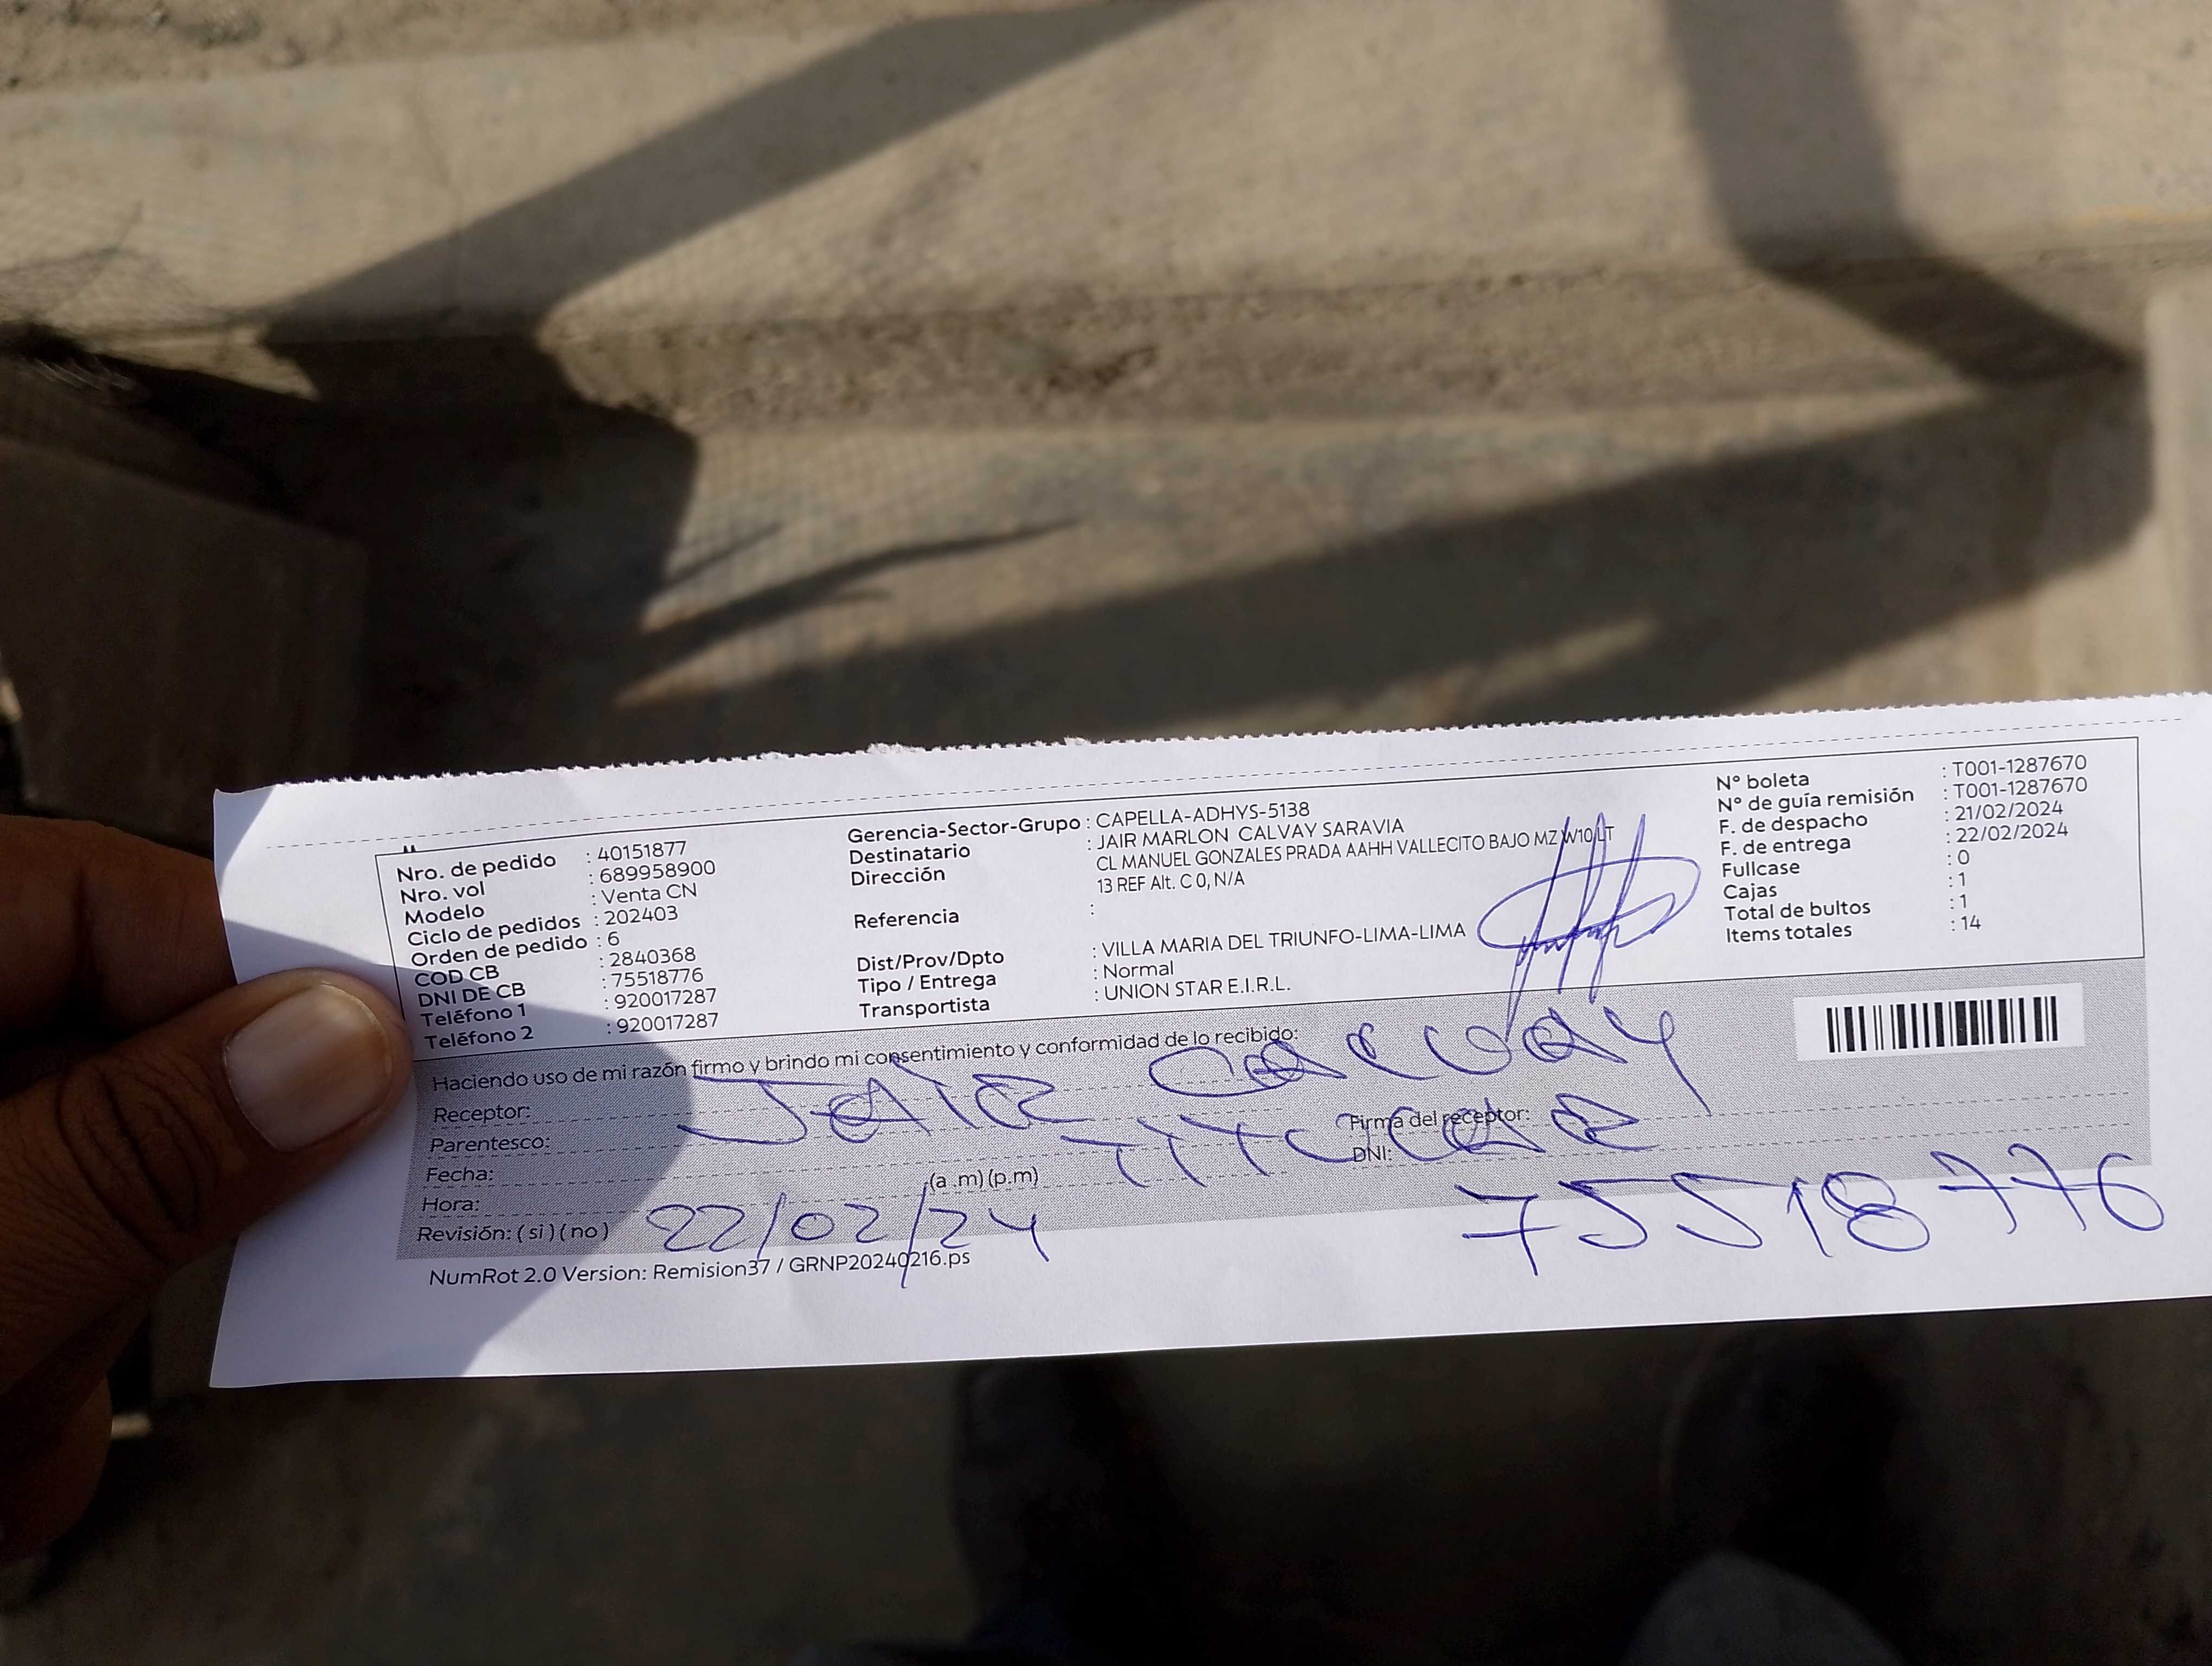 Nro. de pedido : 40151877
Nro. vol : 689958900
Modelo : Venta CN
Ciclo de pedidos : 202403
Orden de pedido : 6
COD CB : 2840368
DNI DE CB : 75518776
Teléfono 1 : 920017287
Teléfono 2 : 920017287
Gerencia-Sector-Grupo : CAPELLA-ADHYS-5138
Destinatario : JAIR MARLON CALVAY SARAVIA
Dirección CL MANUEL GONZALES PRADA AAHH VALLECITO BAJO MZ W10 LT
13 REF Alt. C 0, N/A
Referencia :
Dist/Prov/Dpto : VILLA MARIA DEL TRIUNFO-LIMA-LIMA
Tipo / Entrega : Normal
Transportista : UNION STAR E.I.R.L.
N° boleta : T001-1287670
N° de guía remisión : T001-1287670
F. de despacho : 21/02/2024
F. de entrega : 22/02/2024
Fullcase : 0
Cajas : 1
Total de bultos : 1
Items totales : 14
Haciendo uso de mi razón firmo y brindo mi consentimiento y conformidad de lo recibido:
Receptor: JAIR CALVAY
Parentesco: TITULAR Firma del receptor:
Fecha: DNI:
Hora: (a .m) (p.m)
Revisión: ( si ) ( no ) 22/02/24 75518776
NumRot 2.0 Version: Remision37 / GRNP20240216.ps